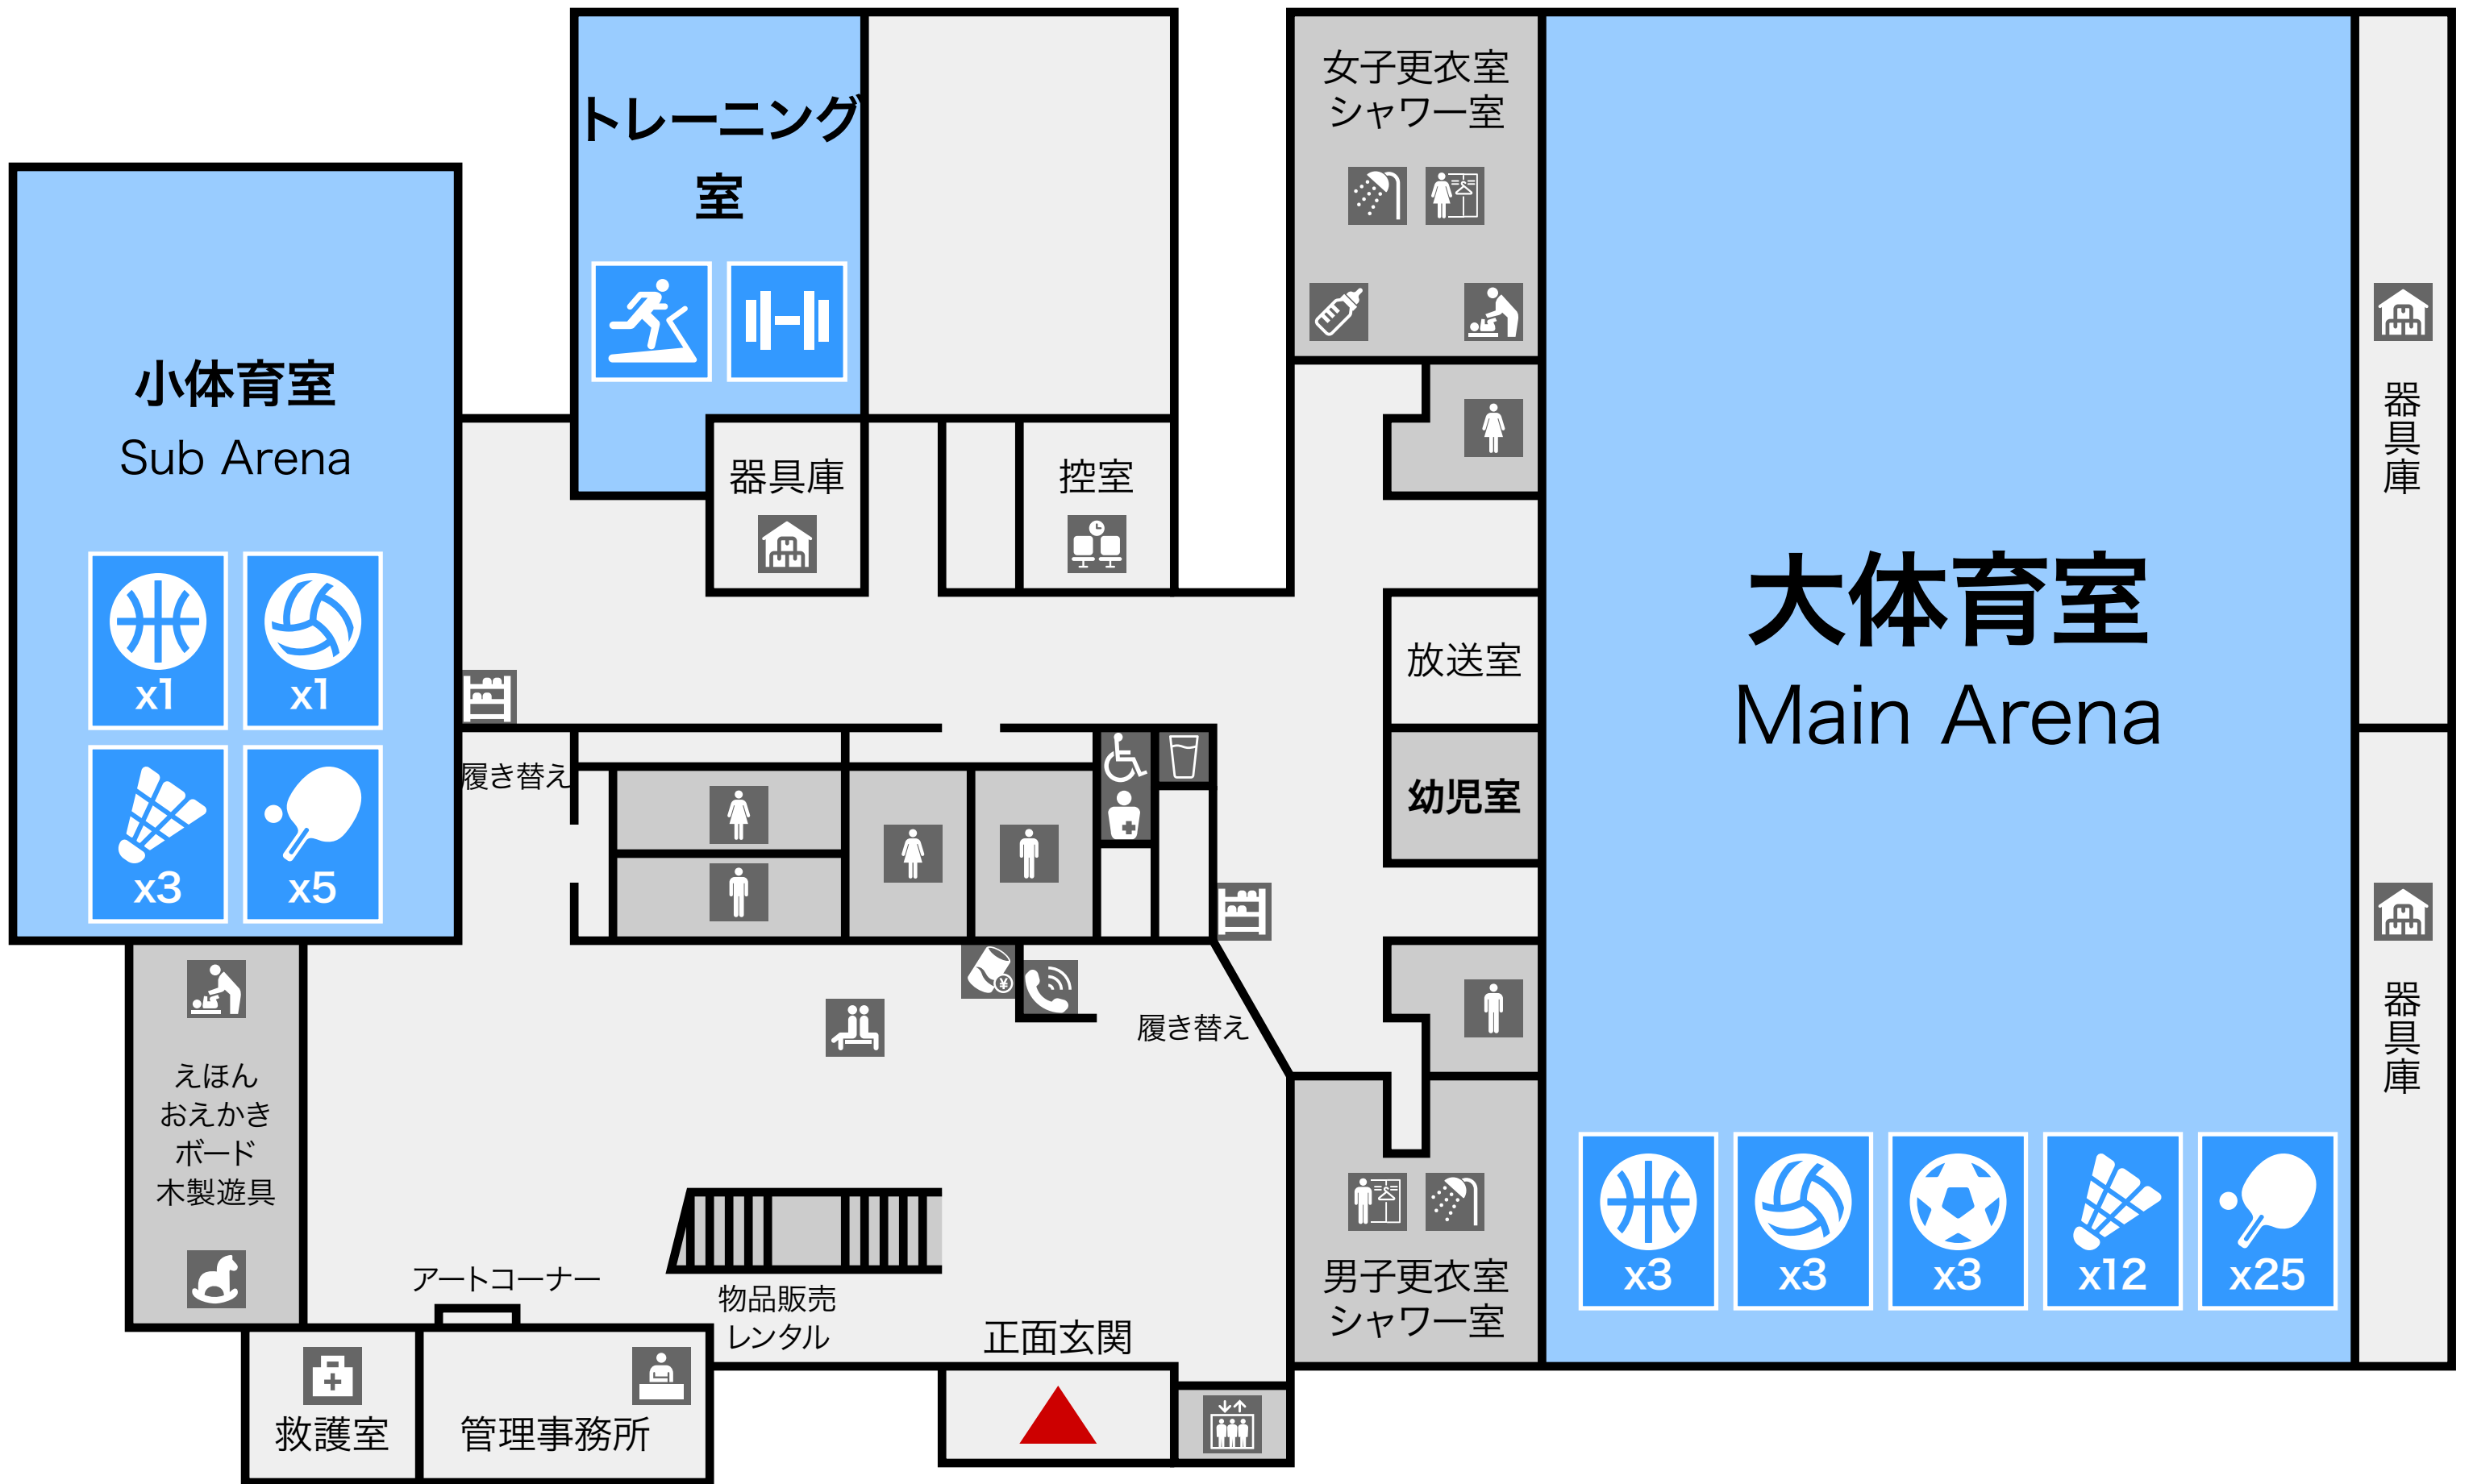 トレーニング
室
女子更衣室
シャワー室
小体育室
Sub Arena
x1
x1
x3
x5
器具庫
控室
放送室
幼児室
大体育室
Main Arena
器具庫
器具庫
履き替え
履き替え
¥
えほん
おえかき
ボード
木製遊具
アートコーナー
物品販売
レンタル
正面玄関
男子更衣室
シャワー室
x3
x3
x3
x12
x25
救護室
管理事務所